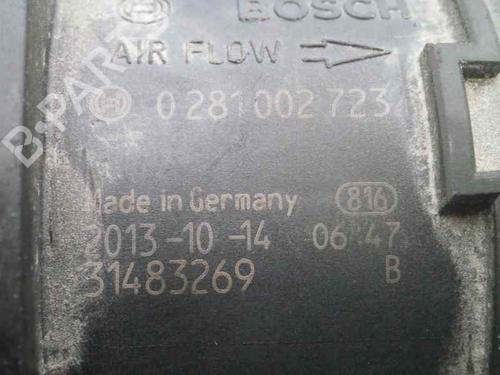 BOSCH
AIR FLOW
0 281 002 723
Made in Germany 816
2013-10-14 06:47
31483269 B
B-PARTS